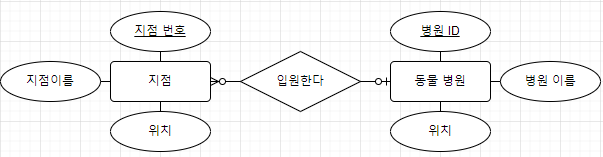 지점 번호
병원 ID
지점이름
지점
입원한다
동물 병원
병원 이름
위치
위치